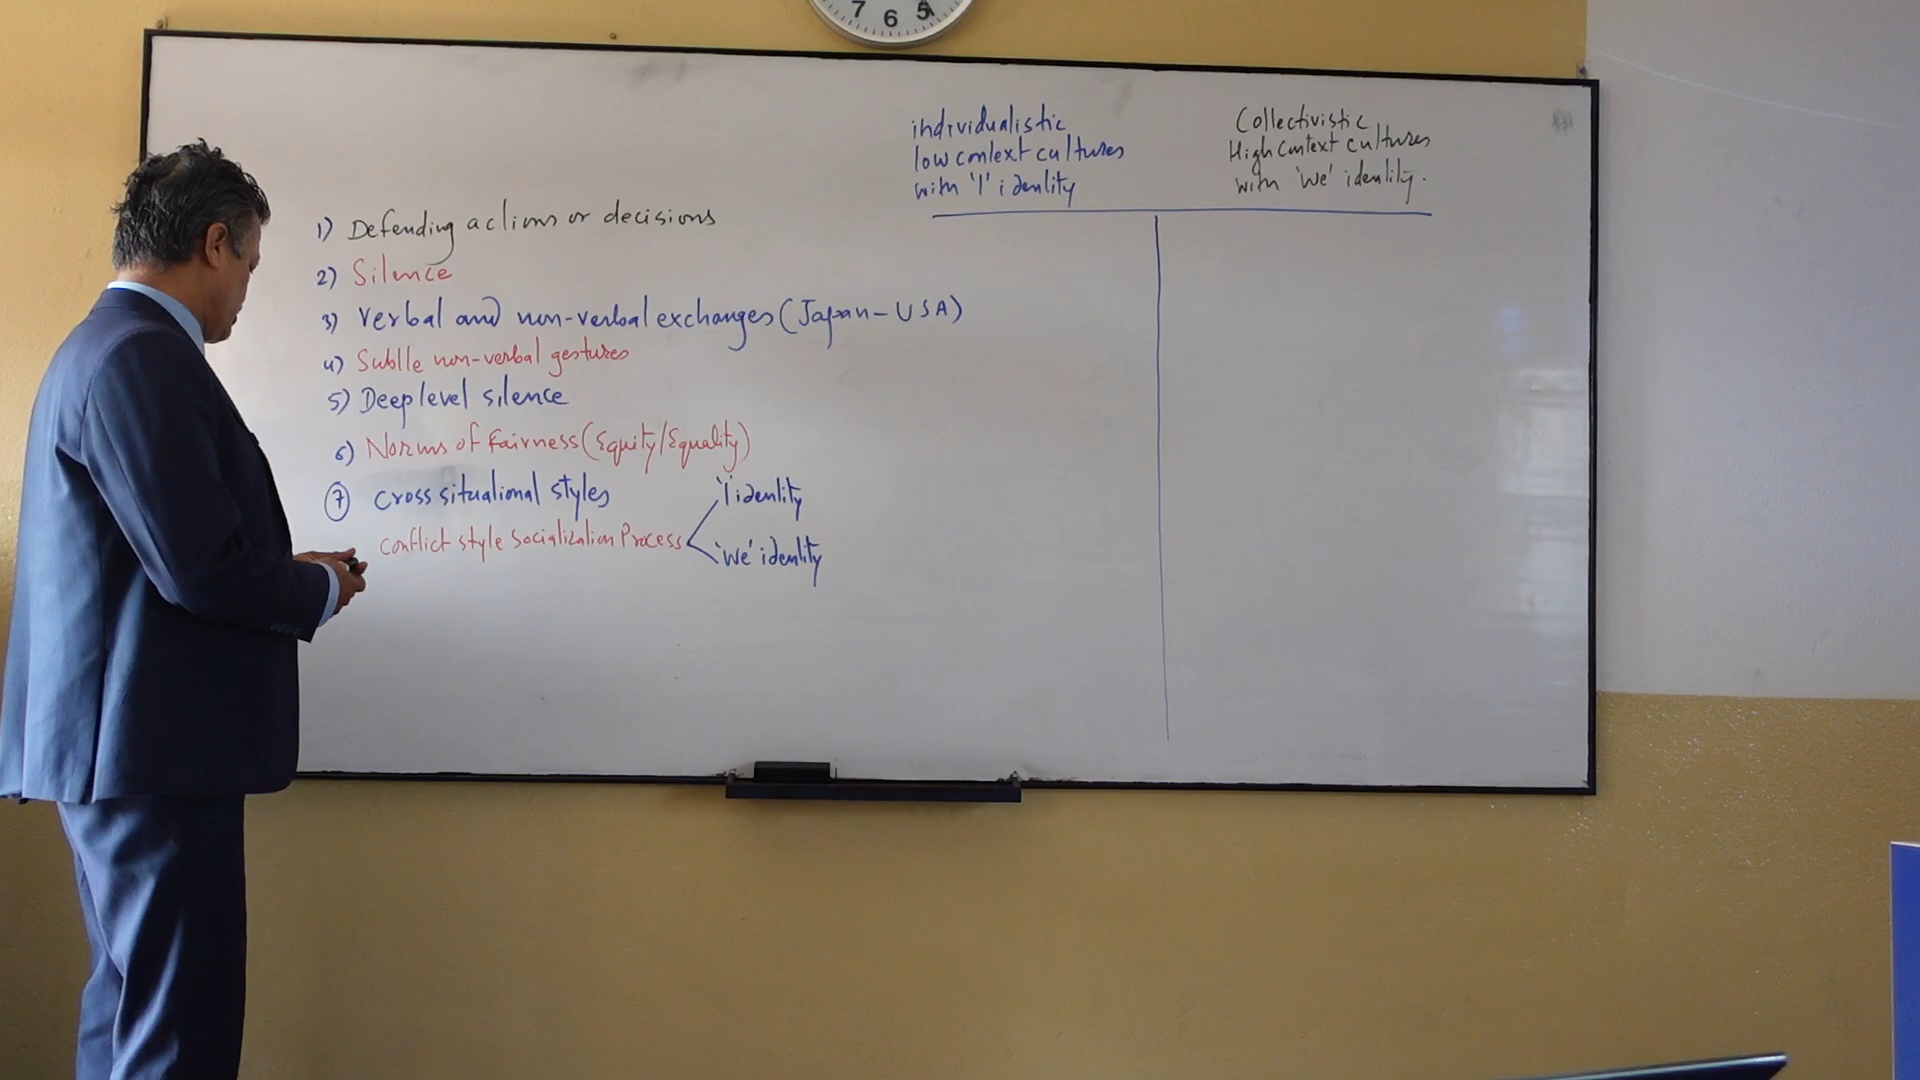 7 6 5
individualistic
low context cultures
with 'I' identity
Collectivistic
High Context cultures
with 'we' identity.
1) Defending actions or decisions
2) Silence
3) Verbal and non-verbal exchanges (Japan - USA)
4) Subtle non-verbal gestures
5) Deep level silence
6) Norms of Fairness (Equity/Equality)
7 Cross situational styles
Conflict style Socialization Process
'I' identity
'We' identity